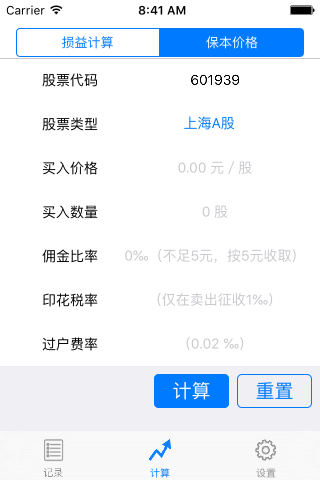 Carrier 8:41 AM
损益计算 保本价格
股票代码 601939
股票类型 上海A股
买入价格 0.00 元 / 股
买入数量 0 股
佣金比率 0‰（不足5元，按5元收取）
印花税率 （仅在卖出征收1‰）
过户费率 （0.02 ‰）
计算 重置
记录 计算 设置